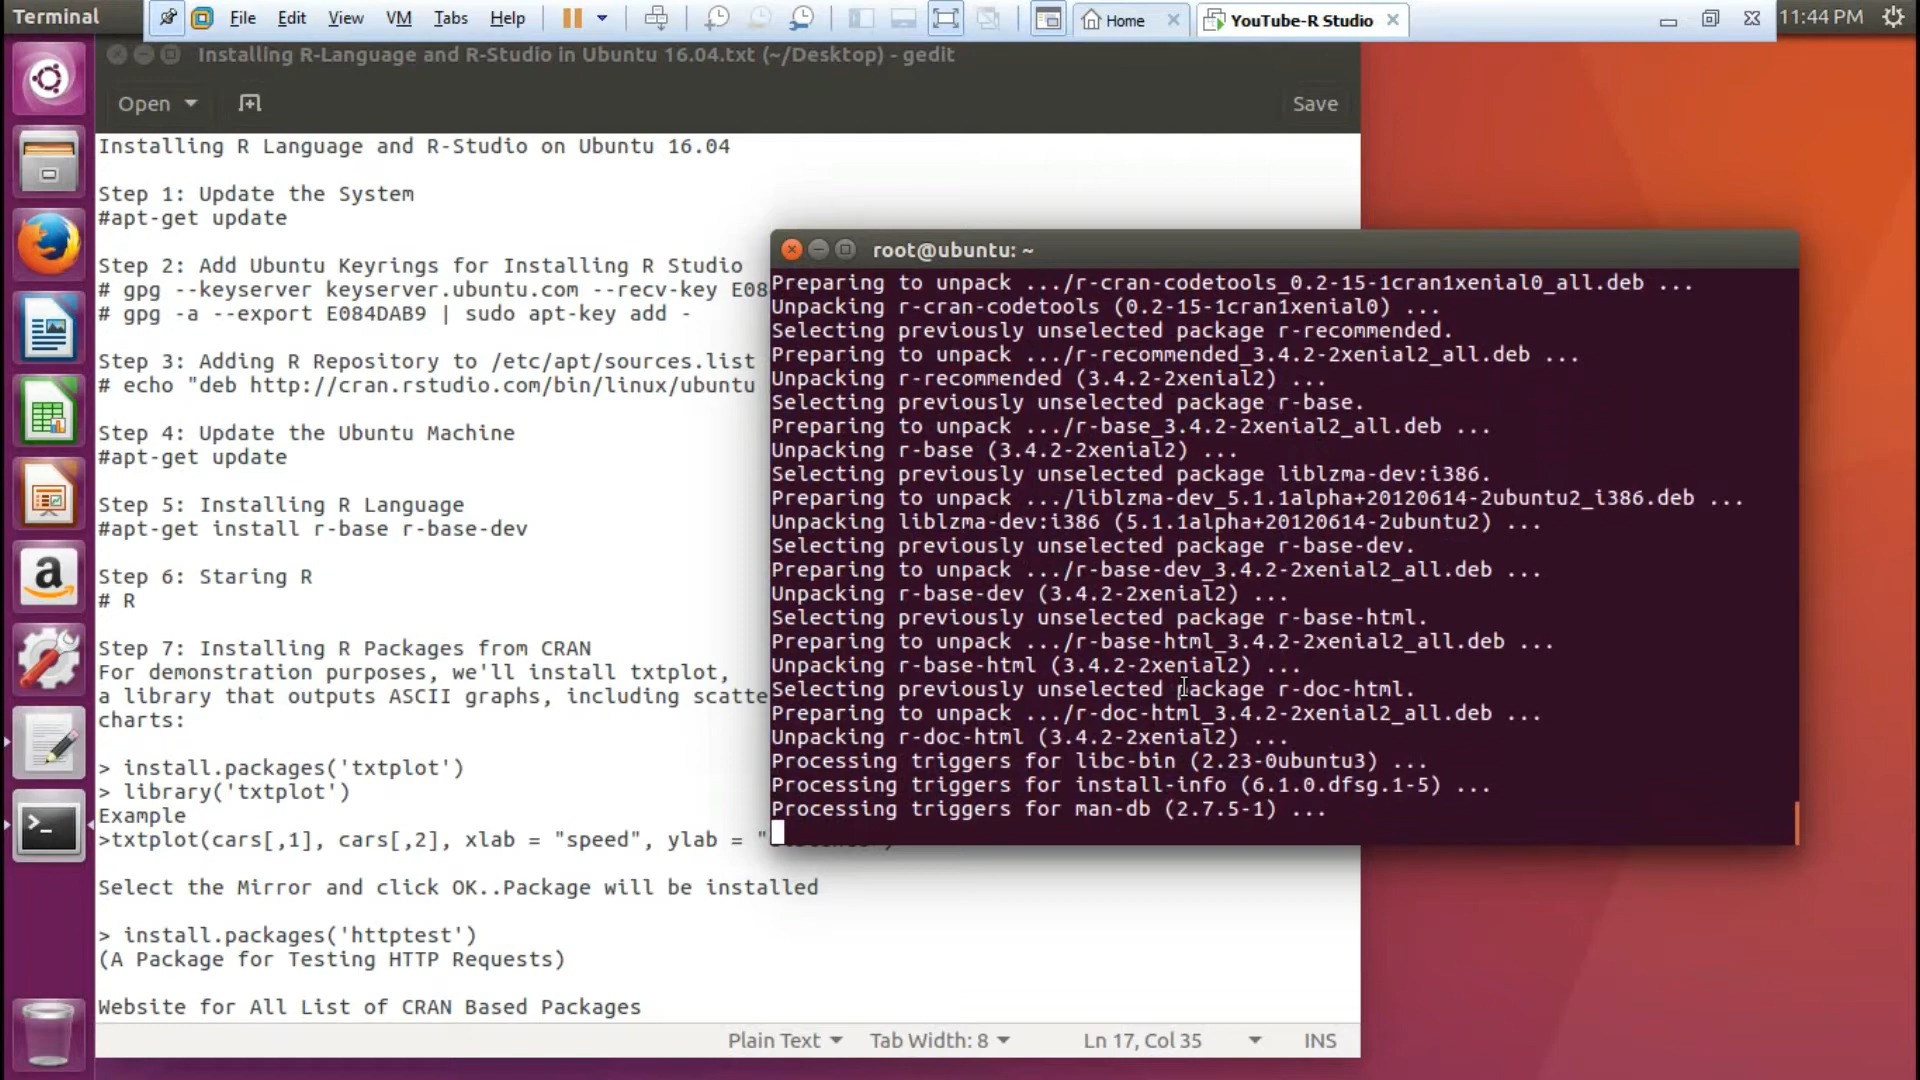 Terminal
File Edit View VM Tabs Help
Home
YouTube-R Studio
11:44 PM
Installing R-Language and R-Studio in Ubuntu 16.04.txt (~/Desktop) - gedit
Open
Save
Installing R Language and R-Studio on Ubuntu 16.04
Step 1: Update the System
#apt-get update
Step 2: Add Ubuntu Keyrings for Installing R Studio
# gpg --keyserver keyserver.ubuntu.com --recv-key E08
# gpg -a --export E084DAB9 | sudo apt-key add -
Step 3: Adding R Repository to /etc/apt/sources.list
# echo "deb http://cran.rstudio.com/bin/linux/ubuntu
Step 4: Update the Ubuntu Machine
#apt-get update
Step 5: Installing R Language
#apt-get install r-base r-base-dev
Step 6: Staring R
# R
Step 7: Installing R Packages from CRAN
For demonstration purposes, we'll install txtplot,
a library that outputs ASCII graphs, including scatte
charts:
> install.packages('txtplot')
> library('txtplot')
Example
>txtplot(cars[,1], cars[,2], xlab = "speed", ylab = "
Select the Mirror and click OK..Package will be installed
> install.packages('httptest')
(A Package for Testing HTTP Requests)
Website for All List of CRAN Based Packages
Plain Text Tab Width: 8 Ln 17, Col 35 INS
root@ubuntu: ~
Preparing to unpack .../r-cran-codetools_0.2-15-1cran1xenial0_all.deb ...
Unpacking r-cran-codetools (0.2-15-1cran1xenial0) ...
Selecting previously unselected package r-recommended.
Preparing to unpack .../r-recommended_3.4.2-2xenial2_all.deb ...
Unpacking r-recommended (3.4.2-2xenial2) ...
Selecting previously unselected package r-base.
Preparing to unpack .../r-base_3.4.2-2xenial2_all.deb ...
Unpacking r-base (3.4.2-2xenial2) ...
Selecting previously unselected package liblzma-dev:i386.
Preparing to unpack .../liblzma-dev_5.1.1alpha+20120614-2ubuntu2_i386.deb ...
Unpacking liblzma-dev:i386 (5.1.1alpha+20120614-2ubuntu2) ...
Selecting previously unselected package r-base-dev.
Preparing to unpack .../r-base-dev_3.4.2-2xenial2_all.deb ...
Unpacking r-base-dev (3.4.2-2xenial2) ...
Selecting previously unselected package r-base-html.
Preparing to unpack .../r-base-html_3.4.2-2xenial2_all.deb ...
Unpacking r-base-html (3.4.2-2xenial2) ...
Selecting previously unselected package r-doc-html.
Preparing to unpack .../r-doc-html_3.4.2-2xenial2_all.deb ...
Unpacking r-doc-html (3.4.2-2xenial2) ...
Processing triggers for libc-bin (2.23-0ubuntu3) ...
Processing triggers for install-info (6.1.0.dfsg.1-5) ...
Processing triggers for man-db (2.7.5-1) ...